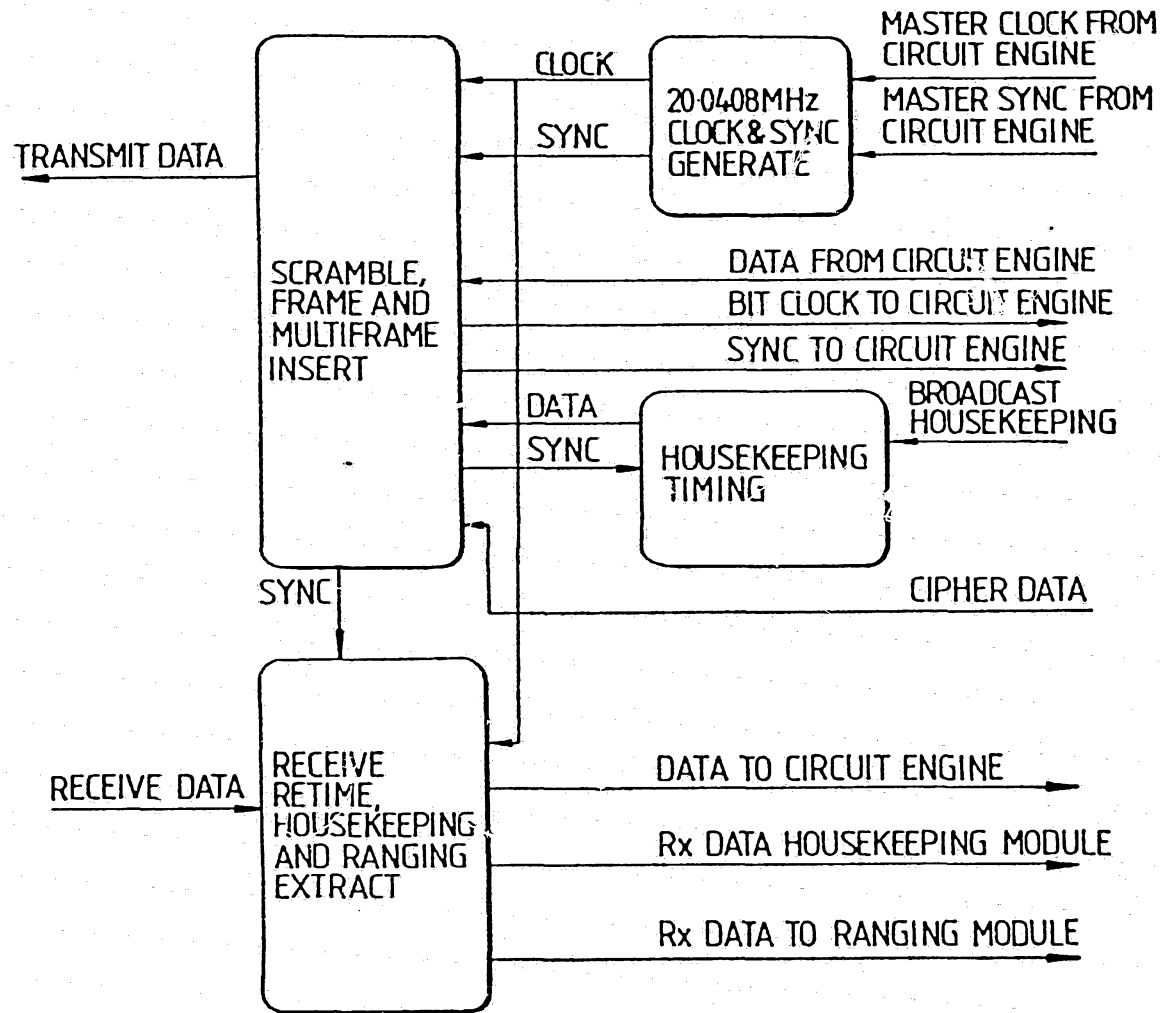 MASTER CLOCK FROM
CIRCUIT ENGINE
CLOCK
20·0408MHz
CLOCK & SYNC
GENERATE
MASTER SYNC FROM
CIRCUIT ENGINE
SYNC
TRANSMIT DATA
SCRAMBLE,
FRAME AND
MULTIFRAME
INSERT
DATA FROM CIRCUIT ENGINE
BIT CLOCK TO CIRCUIT ENGINE
SYNC TO CIRCUIT ENGINE
BROADCAST
HOUSEKEEPING
DATA
SYNC
HOUSEKEEPING
TIMING
SYNC
CIPHER DATA
RECEIVE DATA
RECEIVE
RETIME,
HOUSEKEEPING
AND RANGING
EXTRACT
DATA TO CIRCUIT ENGINE
Rx DATA HOUSEKEEPING MODULE
Rx DATA TO RANGING MODULE